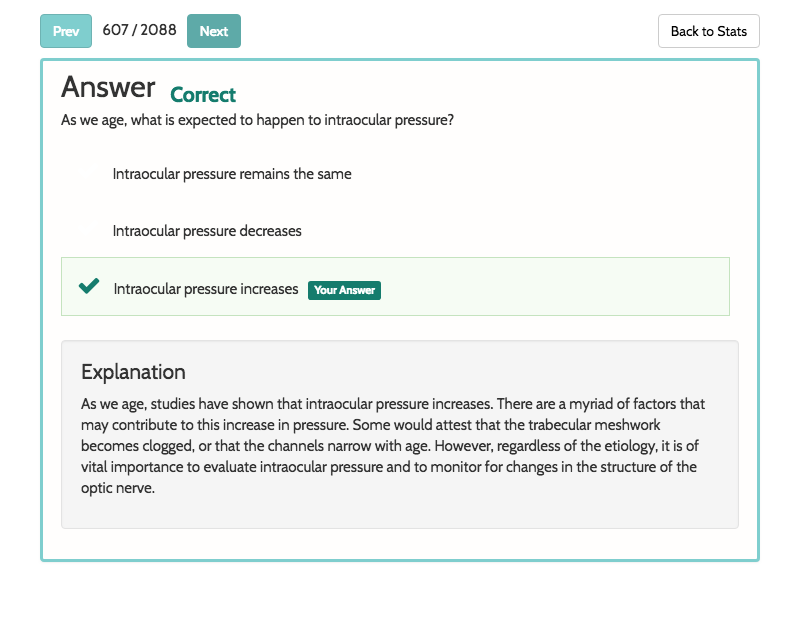 Prev 607 / 2088 Next Back to Stats
Answer Correct
As we age, what is expected to happen to intraocular pressure?
Intraocular pressure remains the same
Intraocular pressure decreases
Intraocular pressure increases Your Answer
Explanation
As we age, studies have shown that intraocular pressure increases. There are a myriad of factors that
may contribute to this increase in pressure. Some would attest that the trabecular meshwork
becomes clogged, or that the channels narrow with age. However, regardless of the etiology, it is of
vital importance to evaluate intraocular pressure and to monitor for changes in the structure of the
optic nerve.